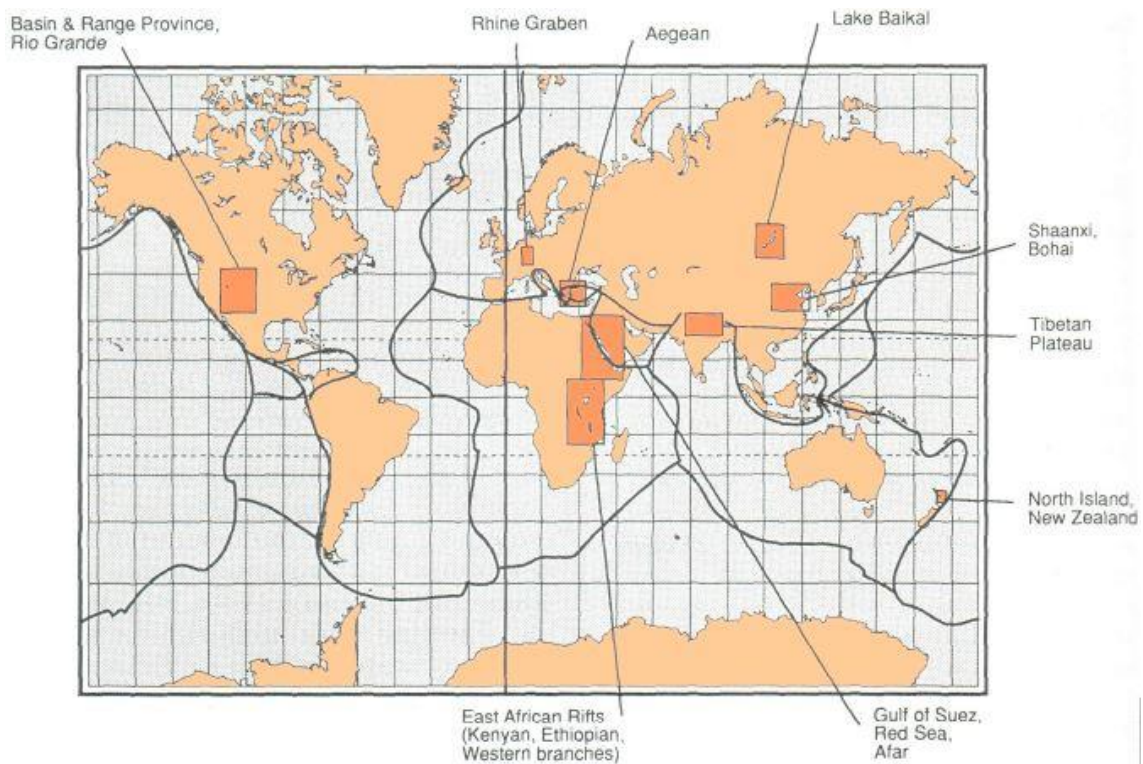 Basin & Range Province,
Rio Grande
Rhine Graben
Aegean
Lake Baikal
Shaanxi,
Bohai
Tibetan
Plateau
North Island,
New Zealand
East African Rifts
(Kenyan, Ethiopian,
Western branches)
Gulf of Suez,
Red Sea,
Afar